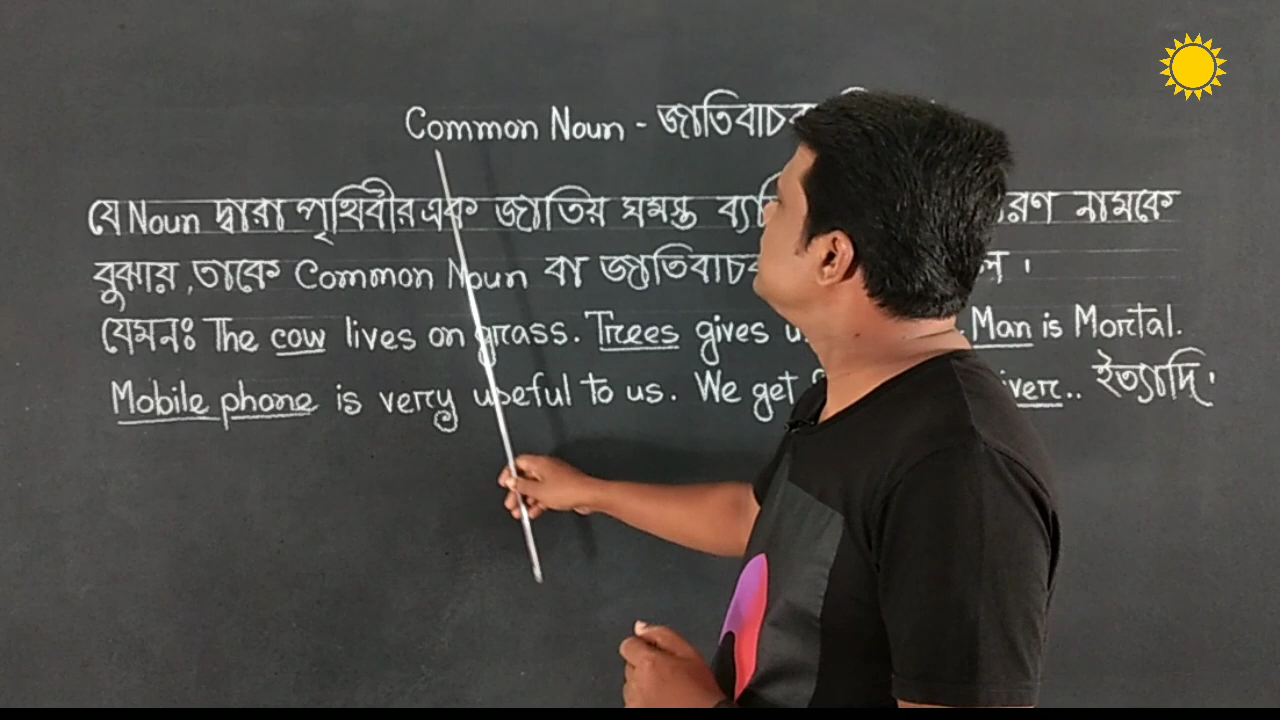 Common Noun - জাতিবাচক
যে Noun দ্বারা পৃথিবীর এক জাতিয় সমস্ত নামকে
বুঝায়, তাকে Common Noun বা জাতিবাচক
যেমনঃ The cow lives on grass. Trees gives Man is Mortal.
Mobile phone is very useful to us. We get .. ইত্যাদি।